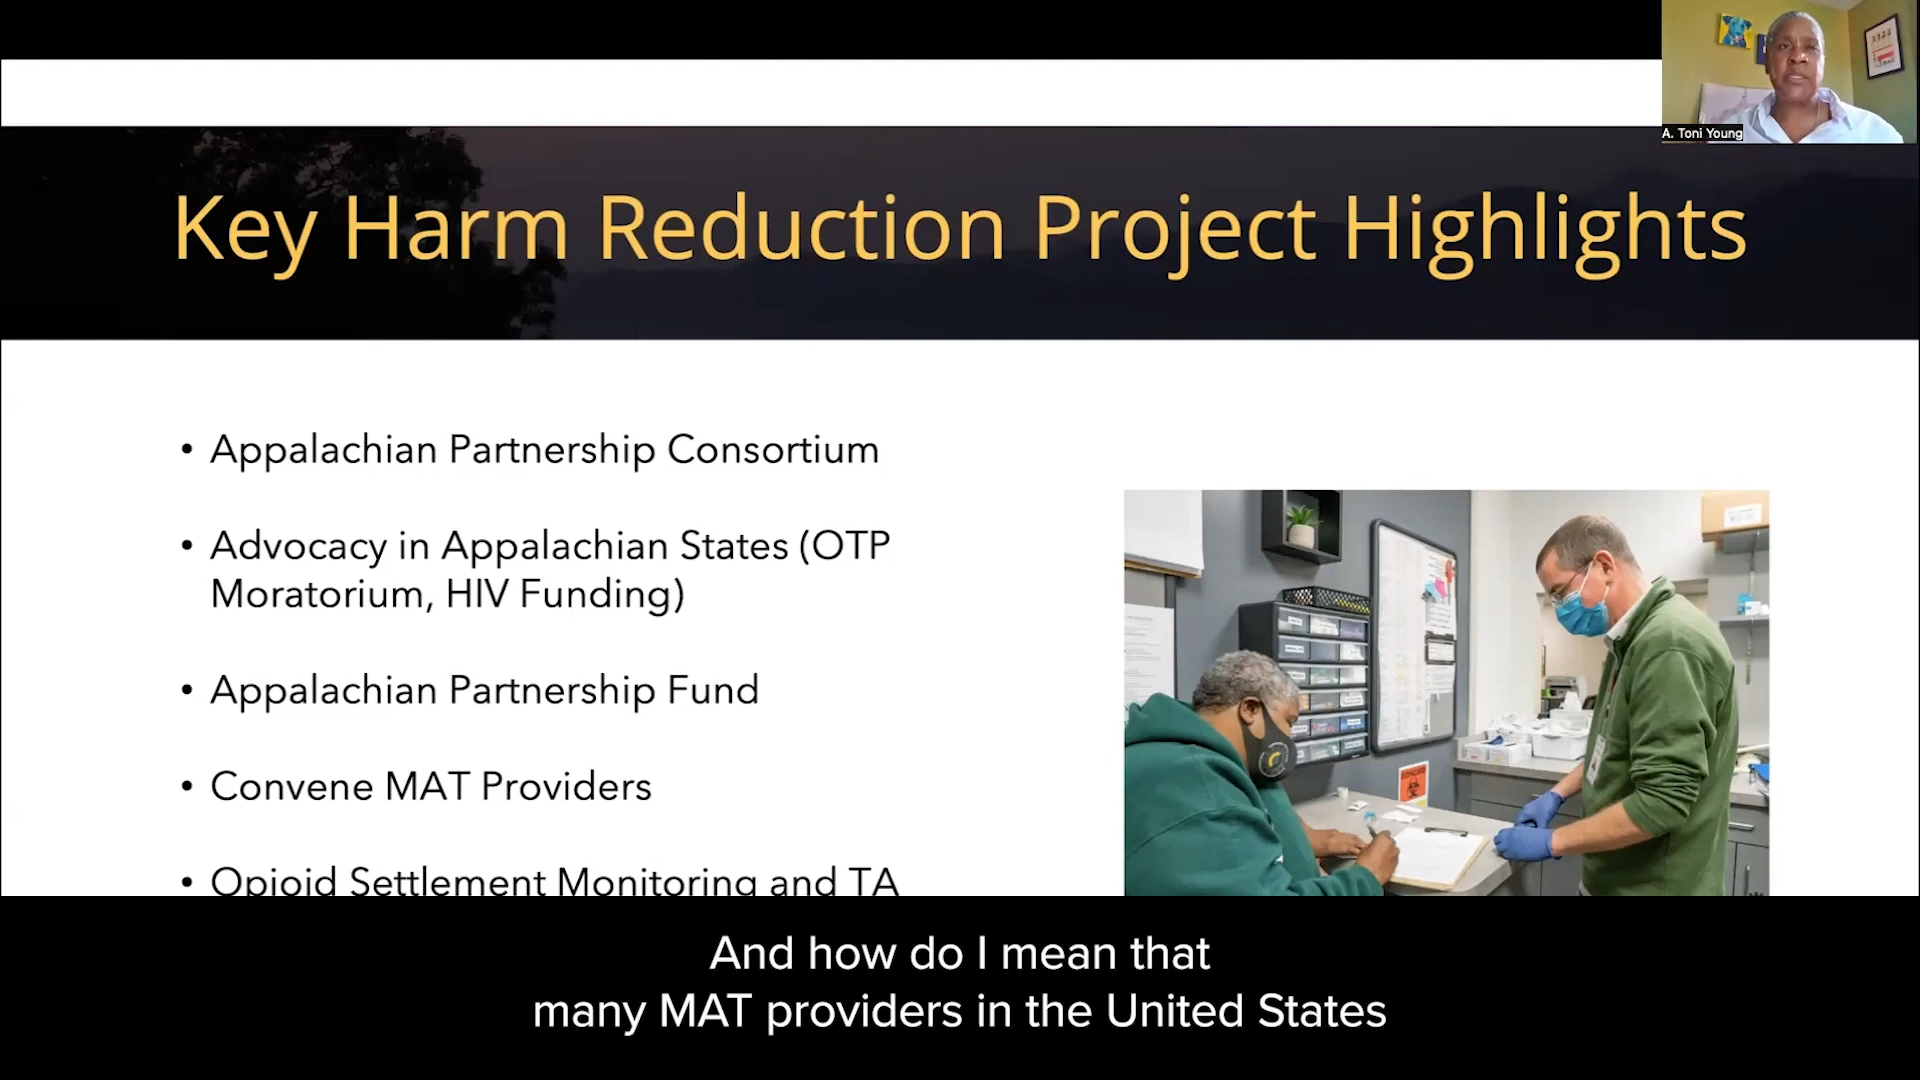 A. Toni Young
Key Harm Reduction Project Highlights
• Appalachian Partnership Consortium
• Advocacy in Appalachian States (OTP
Moratorium, HIV Funding)
• Appalachian Partnership Fund
• Convene MAT Providers
• Opioid Settlement Monitoring and TA
And how do I mean that
many MAT providers in the United States